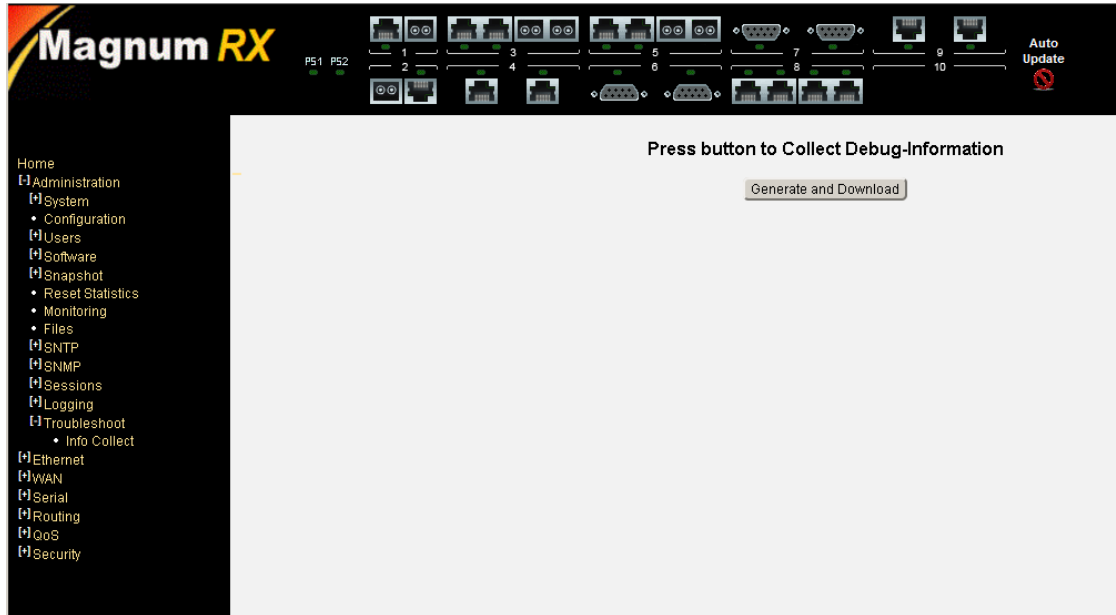 Magnum RX
PS1 PS2
1 3 5 7 9
2 4 6 8 10
Auto
Update
Press button to Collect Debug-Information
Generate and Download
Home
[-] Administration
[+] System
• Configuration
[+] Users
[+] Software
[+] Snapshot
• Reset Statistics
• Monitoring
• Files
[+] SNTP
[+] SNMP
[+] Sessions
[+] Logging
[-] Troubleshoot
• Info Collect
[+] Ethernet
[+] WAN
[+] Serial
[+] Routing
[+] QoS
[+] Security